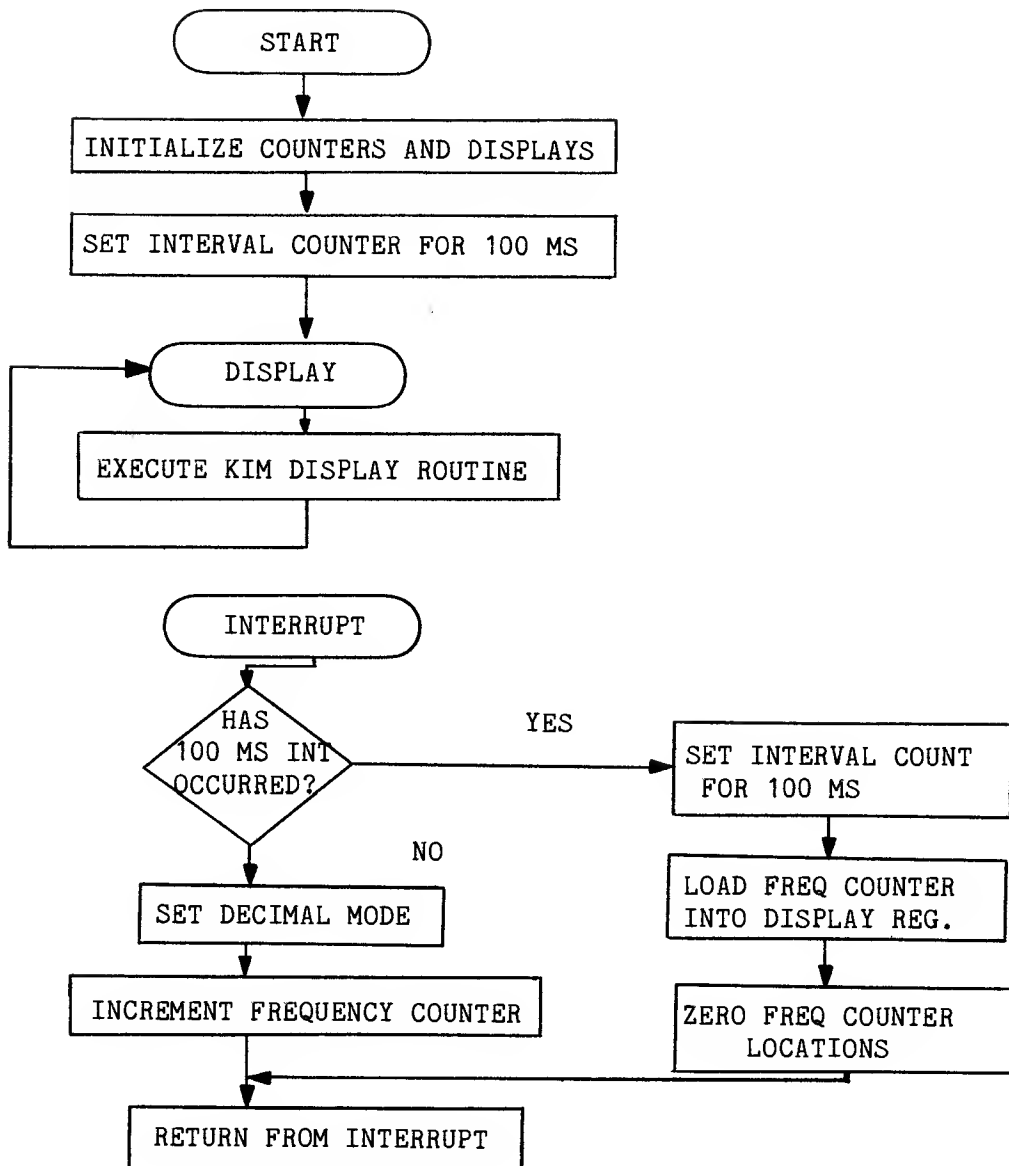 START
INITIALIZE COUNTERS AND DISPLAYS
SET INTERVAL COUNTER FOR 100 MS
DISPLAY
EXECUTE KIM DISPLAY ROUTINE
INTERRUPT
HAS
100 MS INT
OCCURRED?
YES
SET INTERVAL COUNT
FOR 100 MS
NO
LOAD FREQ COUNTER
INTO DISPLAY REG.
SET DECIMAL MODE
INCREMENT FREQUENCY COUNTER
ZERO FREQ COUNTER
LOCATIONS
RETURN FROM INTERRUPT